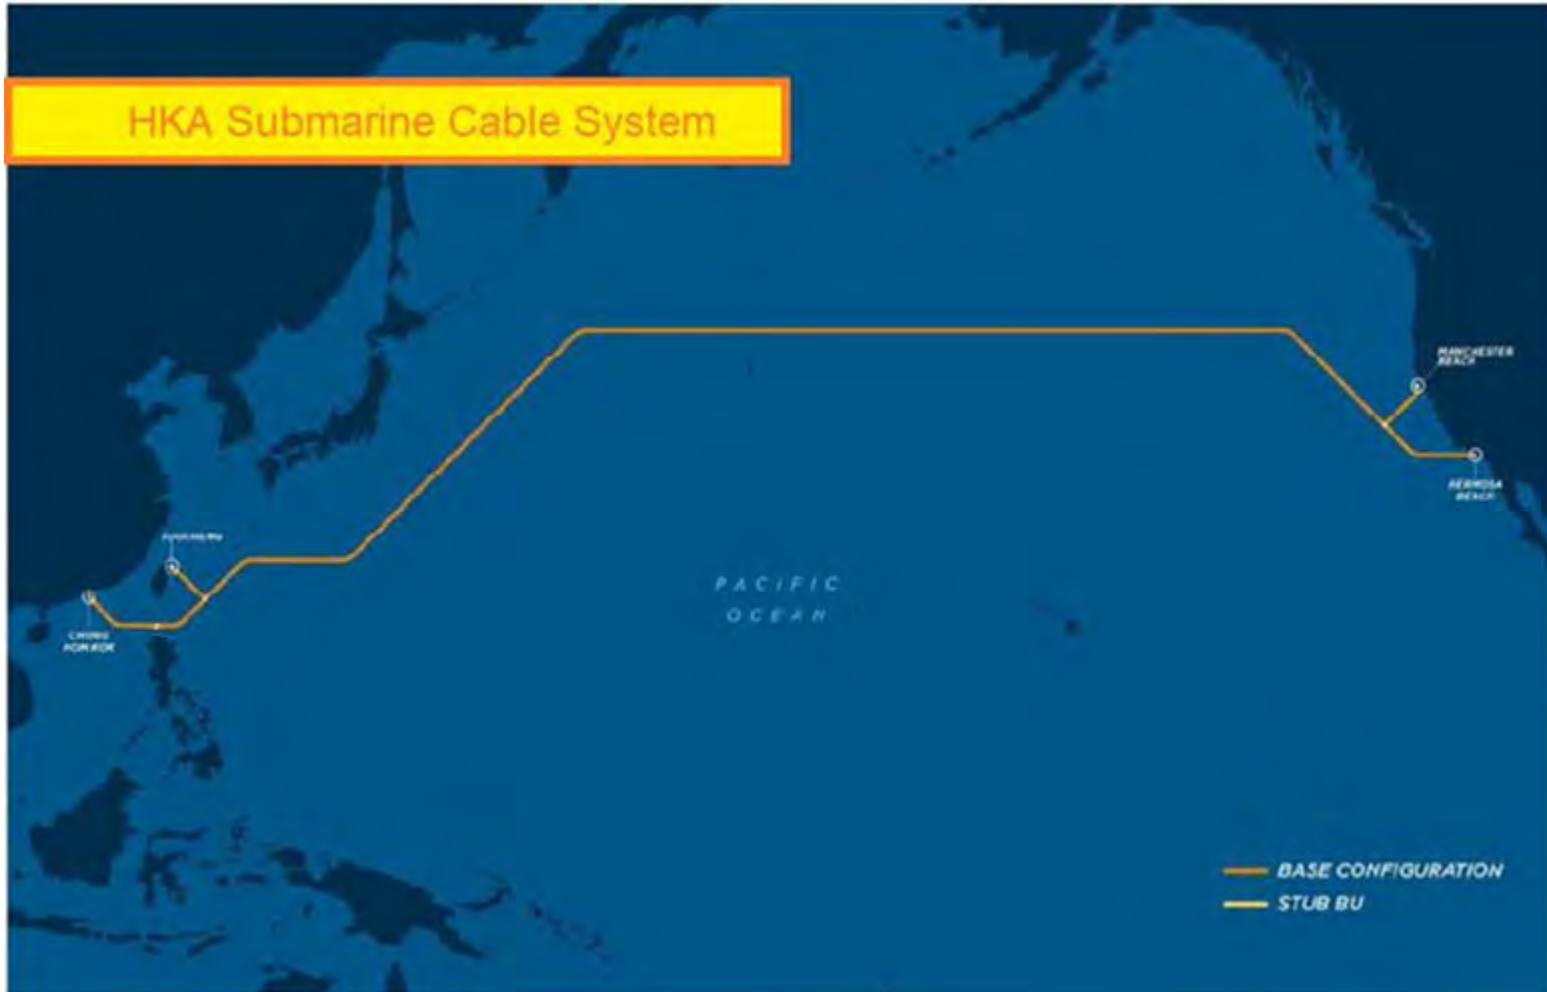 HKA Submarine Cable System
MANCHESTER
BEACH
HERMOSA
BEACH
CHUNG
HOM KOK
PACIFIC
OCEAN
BASE CONFIGURATION
STUB BU